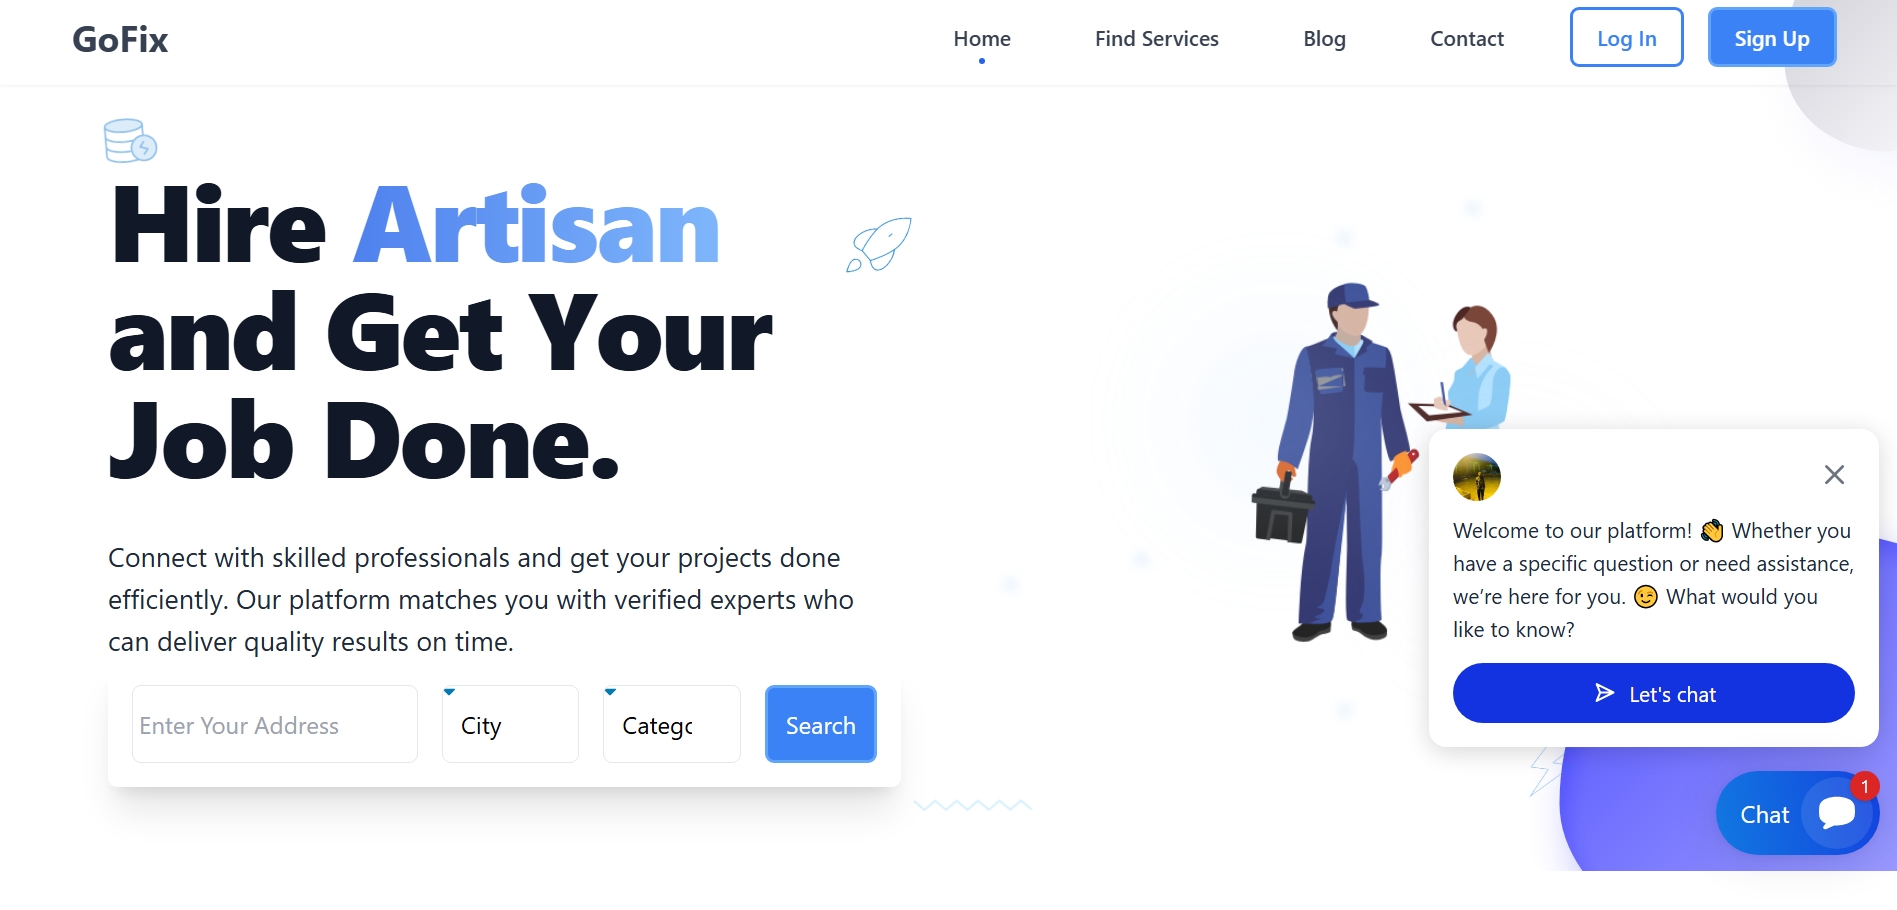 GoFix
Home
Find Services
Blog
Contact
Log In
Sign Up
Hire Artisan
and Get Your
Job Done.
Connect with skilled professionals and get your projects done
efficiently. Our platform matches you with verified experts who
can deliver quality results on time.
Enter Your Address
City
Catego
Search
Welcome to our platform! 👋 Whether you
have a specific question or need assistance,
we’re here for you. 😉 What would you
like to know?
Let's chat
Chat
1